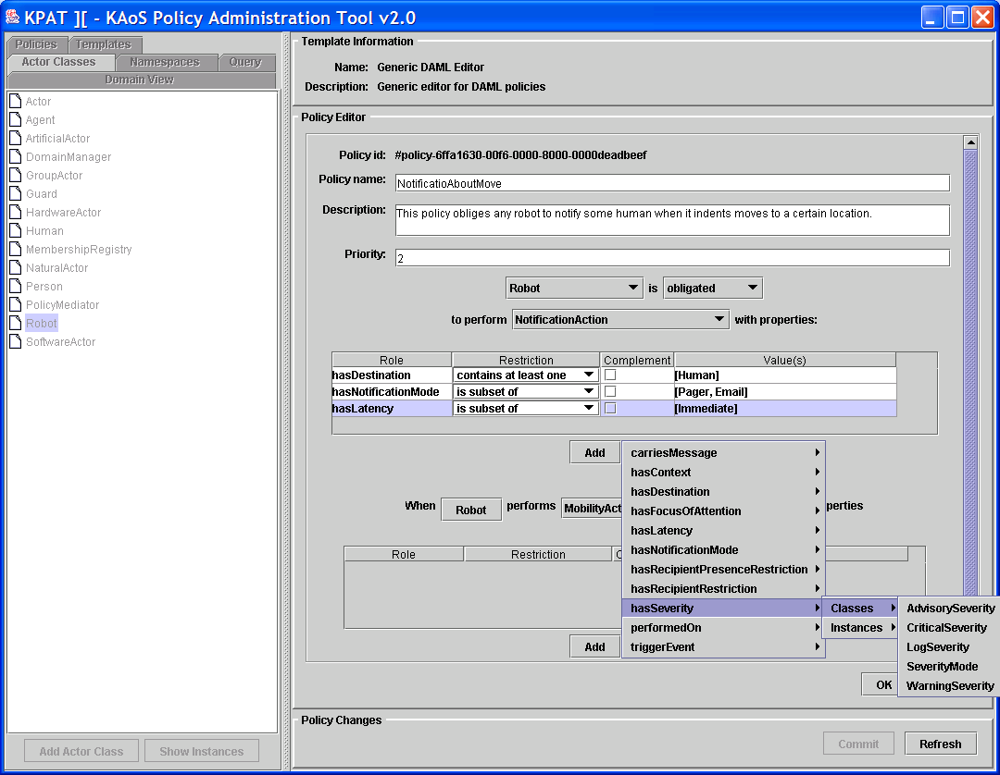 KPAT ][ - KAoS Policy Administration Tool v2.0
Policies Templates
Actor Classes Namespaces Query
Domain View
Actor
Agent
ArtificialActor
DomainManager
GroupActor
Guard
HardwareActor
Human
MembershipRegistry
NaturalActor
Person
PolicyMediator
Robot
SoftwareActor
Add Actor Class Show Instances
Template Information
Name: Generic DAML Editor
Description: Generic editor for DAML policies
Policy Editor
Policy id: #policy-6ffa1630-00f6-0000-8000-0000deadbeef
Policy name: NotificatioAboutMove
Description: This policy obliges any robot to notify some human when it indents moves to a certain location.
Priority: 2
Robot is obligated
to perform NotificationAction with properties:
Role Restriction Complement Value(s)
hasDestination contains at least one [Human]
hasNotificationMode is subset of [Pager, Email]
hasLatency is subset of [Immediate]
Add
When Robot performs MobilityAct perties
Role Restriction C
Add
carriesMessage
hasContext
hasDestination
hasFocusOfAttention
hasLatency
hasNotificationMode
hasRecipientPresenceRestriction
hasRecipientRestriction
hasSeverity
performedOn
triggerEvent
Classes
Instances
AdvisorySeverity
CriticalSeverity
LogSeverity
SeverityMode
WarningSeverity
OK
Policy Changes
Commit Refresh